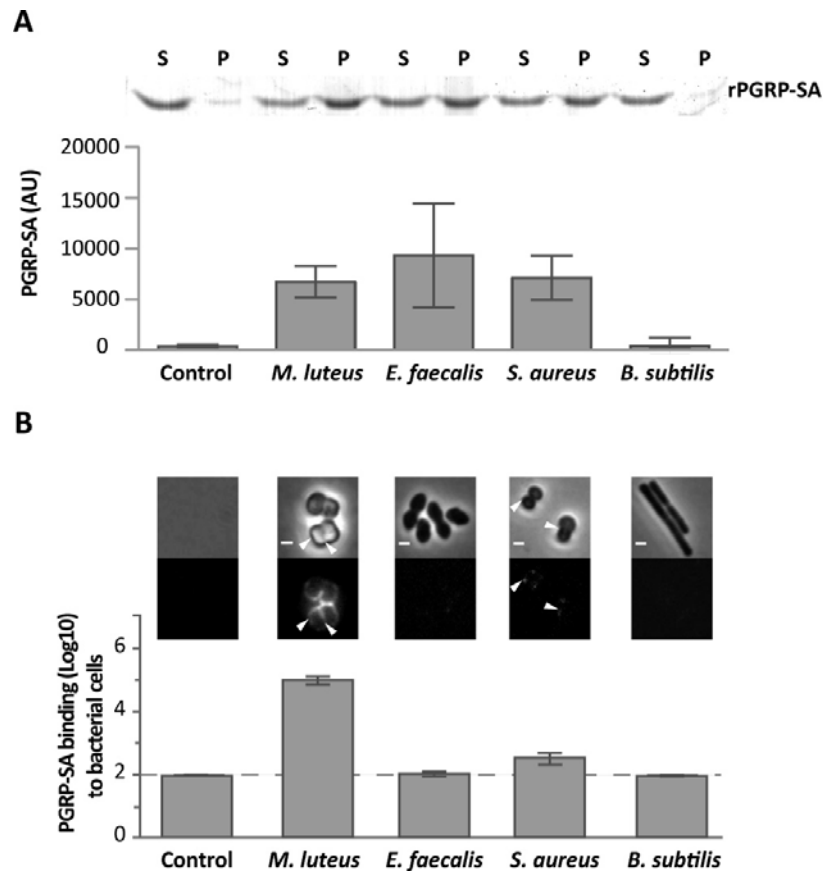 A
S P S P S P S P S P
rPGRP-SA
20000
15000
10000
5000
0
PGRP-SA (AU)
Control M. luteus E. faecalis S. aureus B. subtilis
B
6
4
2
0
PGRP-SA binding (Log10)
to bacterial cells
Control M. luteus E. faecalis S. aureus B. subtilis